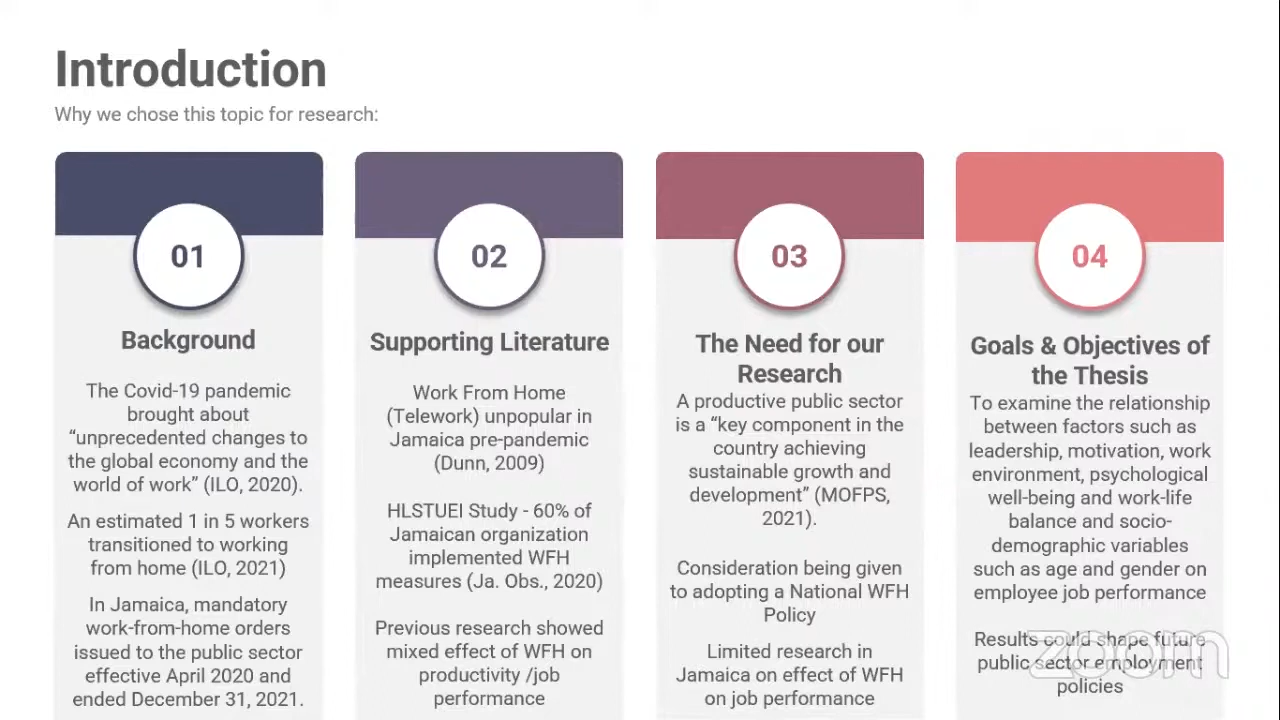 Introduction
Why we chose this topic for research:
01
Background
The Covid-19 pandemic
brought about
“unprecedented changes to
the global economy and the
world of work” (ILO, 2020).
An estimated 1 in 5 workers
transitioned to working
from home (ILO, 2021)
In Jamaica, mandatory
work-from-home orders
issued to the public sector
effective April 2020 and
ended December 31, 2021.
02
Supporting Literature
Work From Home
(Telework) unpopular in
Jamaica pre-pandemic
(Dunn, 2009)
HLSTUEI Study - 60% of
Jamaican organization
implemented WFH
measures (Ja. Obs., 2020)
Previous research showed
mixed effect of WFH on
productivity /job
performance
03
The Need for our
Research
A productive public sector
is a “key component in the
country achieving
sustainable growth and
development” (MOFPS,
2021).
Consideration being given
to adopting a National WFH
Policy
Limited research in
Jamaica on effect of WFH
on job performance
04
Goals & Objectives of
the Thesis
To examine the relationship
between factors such as
leadership, motivation, work
environment, psychological
well-being and work-life
balance and socio-
demographic variables
such as age and gender on
employee job performance
Results could shape future
public sector employment
policies
zoom